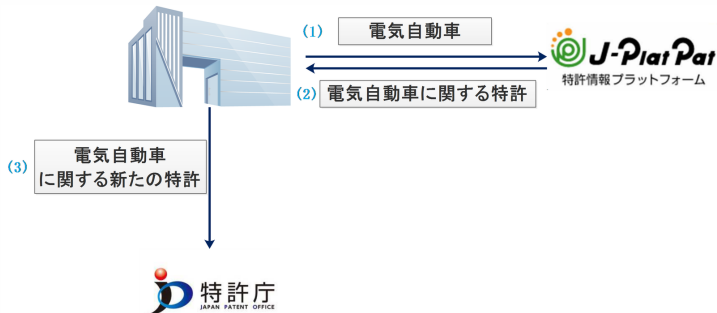 (1) 電気自動車
J-PlatPat
特許情報プラットフォーム
(2) 電気自動車に関する特許
(3) 電気自動車
に関する新たの特許
特許庁
JAPAN PATENT OFFICE